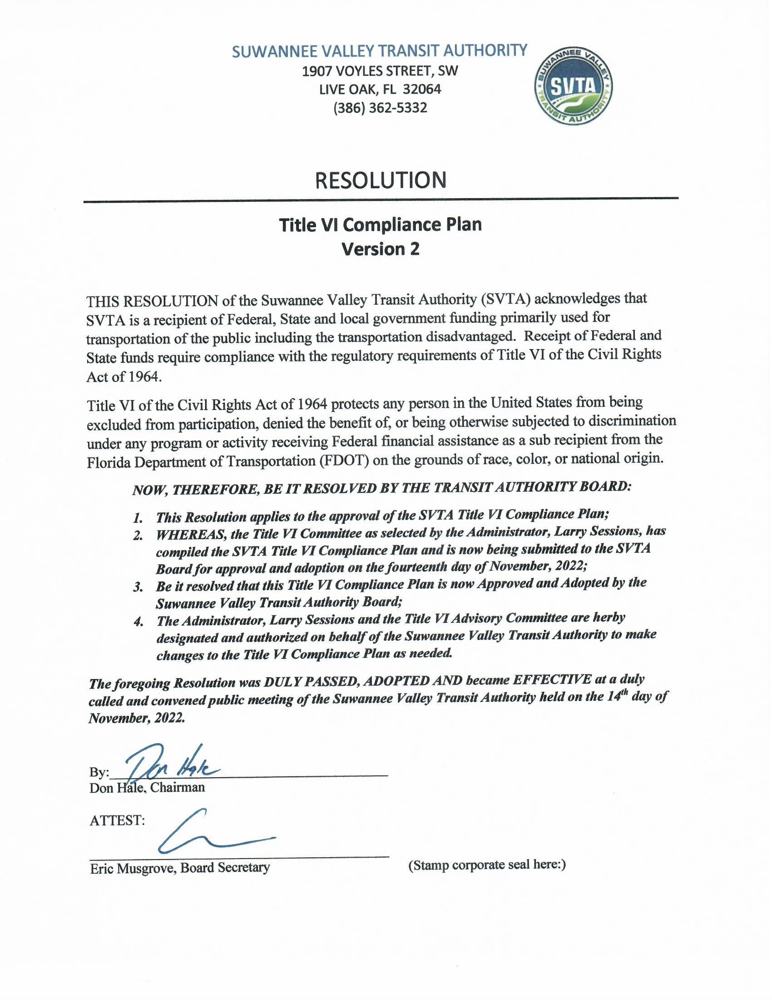 SUWANNEE VALLEY TRANSIT AUTHORITY
1907 VOYLES STREET, SW
LIVE OAK, FL  32064
(386) 362-5332
SUWANNEE VALLEY
SVTA
TRANSIT AUTHORITY
RESOLUTION
Title VI Compliance Plan
Version 2
THIS RESOLUTION of the Suwannee Valley Transit Authority (SVTA) acknowledges that
SVTA is a recipient of Federal, State and local government funding primarily used for
transportation of the public including the transportation disadvantaged.  Receipt of Federal and
State funds require compliance with the regulatory requirements of Title VI of the Civil Rights
Act of 1964.
Title VI of the Civil Rights Act of 1964 protects any person in the United States from being
excluded from participation, denied the benefit of, or being otherwise subjected to discrimination
under any program or activity receiving Federal financial assistance as a sub recipient from the
Florida Department of Transportation (FDOT) on the grounds of race, color, or national origin.
NOW, THEREFORE, BE IT RESOLVED BY THE TRANSIT AUTHORITY BOARD:
1. This Resolution applies to the approval of the SVTA Title VI Compliance Plan;
2. WHEREAS, the Title VI Committee as selected by the Administrator, Larry Sessions, has
compiled the SVTA Title VI Compliance Plan and is now being submitted to the SVTA
Board for approval and adoption on the fourteenth day of November, 2022;
3. Be it resolved that this Title VI Compliance Plan is now Approved and Adopted by the
Suwannee Valley Transit Authority Board;
4. The Administrator, Larry Sessions and the Title VI Advisory Committee are herby
designated and authorized on behalf of the Suwannee Valley Transit Authority to make
changes to the Title VI Compliance Plan as needed.
The foregoing Resolution was DULY PASSED, ADOPTED AND became EFFECTIVE at a duly
called and convened public meeting of the Suwannee Valley Transit Authority held on the 14th day of
November, 2022.
By: Don Hale
Don Hale, Chairman
ATTEST:
Eric Musgrove, Board Secretary
(Stamp corporate seal here:)